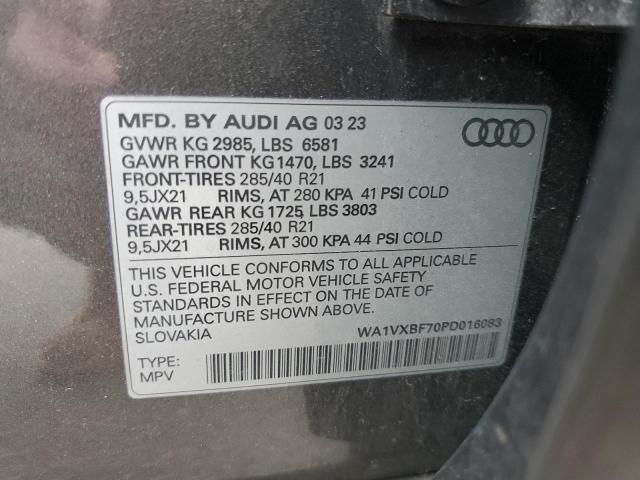 MFD. BY AUDI AG 03 23
GVWR KG 2985, LBS 6581
GAWR FRONT KG 1470, LBS 3241
FRONT-TIRES 285/40 R21
9,5JX21 RIMS, AT 280 KPA 41 PSI COLD
GAWR REAR KG 1725, LBS 3803
REAR-TIRES 285/40 R21
9,5JX21 RIMS, AT 300 KPA 44 PSI COLD
THIS VEHICLE CONFORMS TO ALL APPLICABLE
U.S. FEDERAL MOTOR VEHICLE SAFETY
STANDARDS IN EFFECT ON THE DATE OF
MANUFACTURE SHOWN ABOVE.
SLOVAKIA WA1VXBF70PD016083
TYPE:
MPV